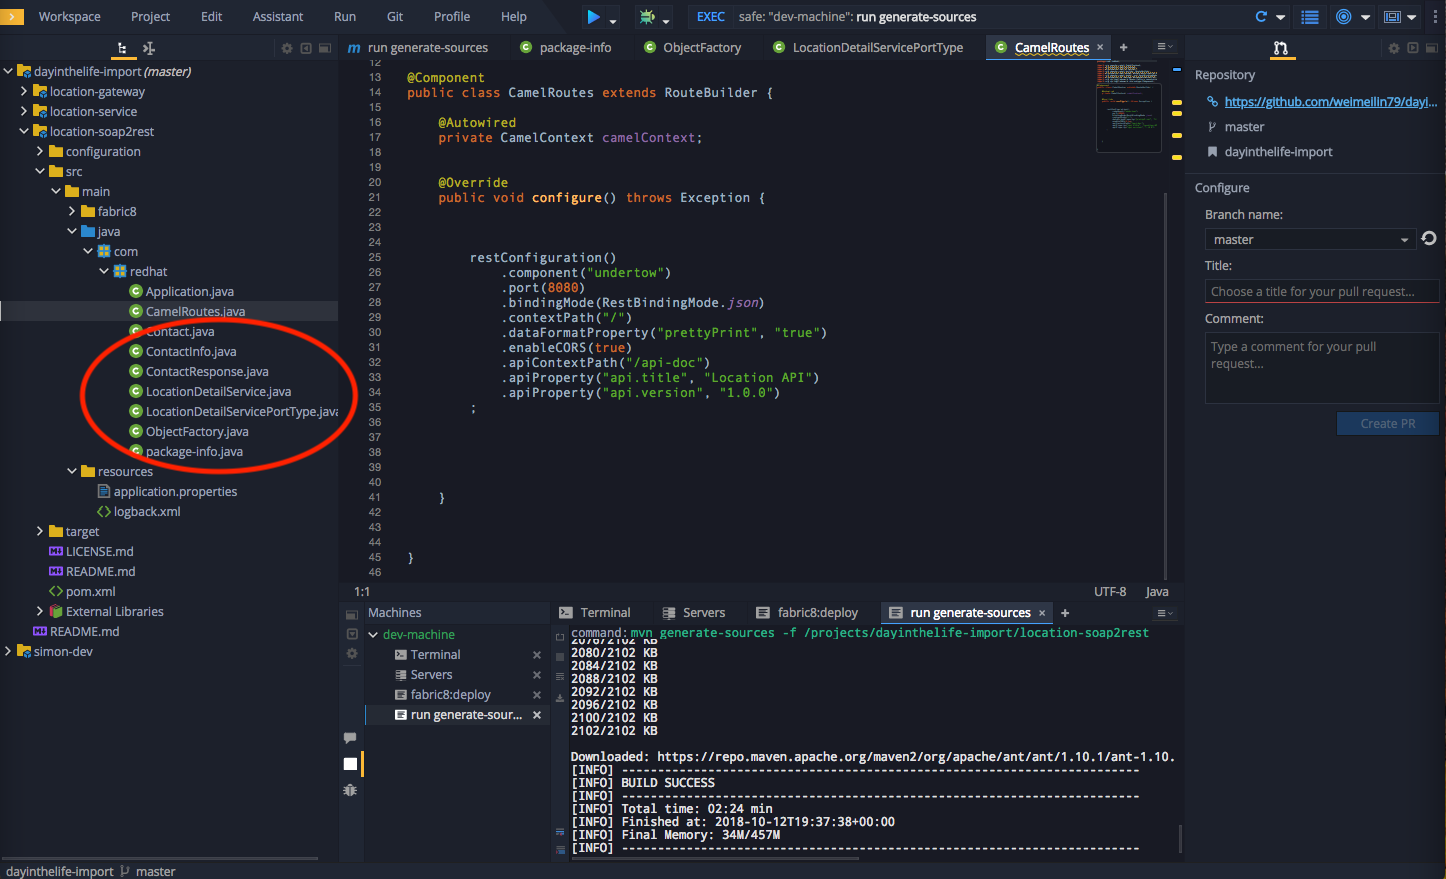 Workspace Project Edit Assistant Run Git Profile Help
EXEC safe: "dev-machine": run generate-sources
dayinthelife-import (master)
location-gateway
location-service
location-soap2rest
configuration
src
main
fabric8
java
com
redhat
Application.java
CamelRoutes.java
Contact.java
ContactInfo.java
ContactResponse.java
LocationDetailService.java
LocationDetailServicePortType.java
ObjectFactory.java
package-info.java
resources
application.properties
logback.xml
target
LICENSE.md
README.md
pom.xml
External Libraries
README.md
simon-dev
m run generate-sources
package-info
ObjectFactory
LocationDetailServicePortType
CamelRoutes × +
12
13 @Component
14 public class CamelRoutes extends RouteBuilder {
15
16 @Autowired
17 private CamelContext camelContext;
18
19
20 @Override
21 public void configure() throws Exception {
22
23
24
25 restConfiguration()
26 .component("undertow")
27 .port(8080)
28 .bindingMode(RestBindingMode.json)
29 .contextPath("/")
30 .dataFormatProperty("prettyPrint", "true")
31 .enableCORS(true)
32 .apiContextPath("/api-doc")
33 .apiProperty("api.title", "Location API")
34 .apiProperty("api.version", "1.0.0")
35 ;
36
37
38
39
40
41 }
42
43
44
45 }
46
1:1 UTF-8 Java
Repository
https://github.com/weimeilin79/dayi...
master
dayinthelife-import
Configure
Branch name:
master
Title:
Choose a title for your pull request...
Comment:
Type a comment for your pull
request...
Create PR
Machines
dev-machine
Terminal ×
Servers ×
fabric8:deploy ×
run generate-sour... ×
Terminal Servers fabric8:deploy run generate-sources × +
command: mvn generate-sources -f /projects/dayinthelife-import/location-soap2rest
2076/2102 KB
2080/2102 KB
2084/2102 KB
2088/2102 KB
2092/2102 KB
2096/2102 KB
2100/2102 KB
2102/2102 KB
Downloaded: https://repo.maven.apache.org/maven2/org/apache/ant/ant/1.10.1/ant-1.10.
[INFO] ------------------------------------------------------------------------
[INFO] BUILD SUCCESS
[INFO] ------------------------------------------------------------------------
[INFO] Total time: 02:24 min
[INFO] Finished at: 2018-10-12T19:37:38+00:00
[INFO] Final Memory: 34M/457M
[INFO] ------------------------------------------------------------------------
dayinthelife-import master